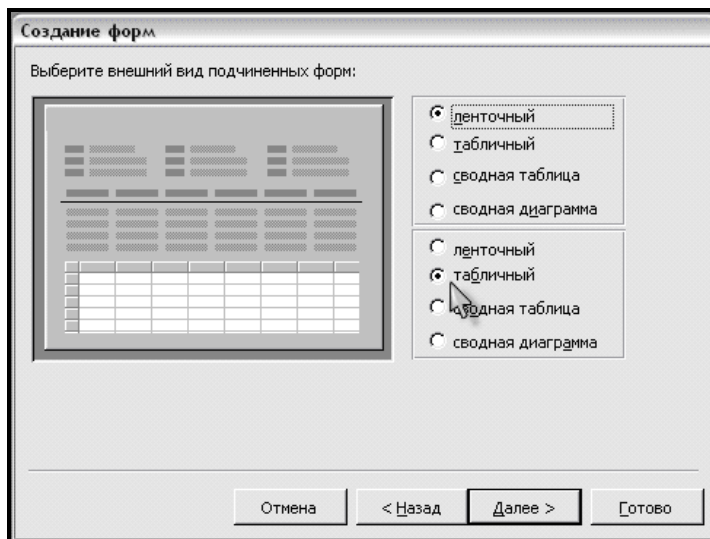 Создание форм
Выберите внешний вид подчиненных форм:
ленточный
табличный
сводная таблица
сводная диаграмма
ленточный
табличный
сводная таблица
сводная диаграмма
Отмена
< Назад
Далее >
Готово